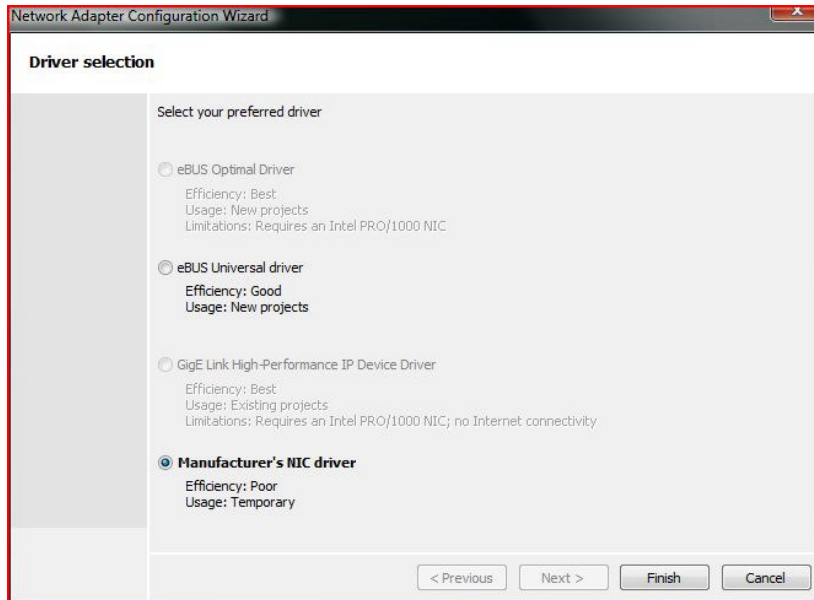 Network Adapter Configuration Wizard
Driver selection
Select your preferred driver
eBUS Optimal Driver
Efficiency: Best
Usage: New projects
Limitations: Requires an Intel PRO/1000 NIC
eBUS Universal driver
Efficiency: Good
Usage: New projects
GigE Link High-Performance IP Device Driver
Efficiency: Best
Usage: Existing projects
Limitations: Requires an Intel PRO/1000 NIC; no Internet connectivity
Manufacturer's NIC driver
Efficiency: Poor
Usage: Temporary
< Previous Next > Finish Cancel